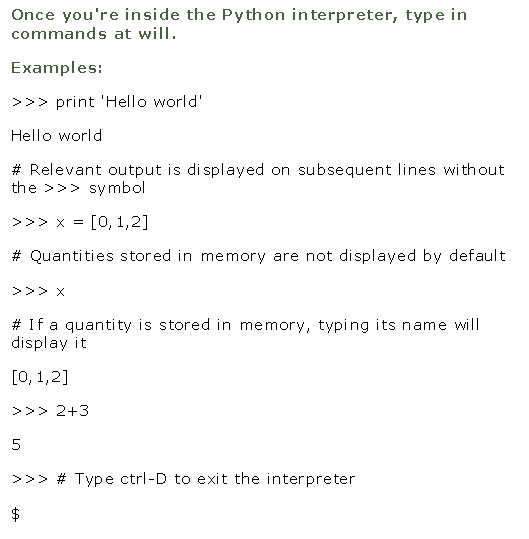 Once you're inside the Python interpreter, type in
commands at will.
Examples:
>>> print 'Hello world'
Hello world
# Relevant output is displayed on subsequent lines without
the >>> symbol
>>> x = [0,1,2]
# Quantities stored in memory are not displayed by default
>>> x
# If a quantity is stored in memory, typing its name will
display it
[0,1,2]
>>> 2+3
5
>>> # Type ctrl-D to exit the interpreter
$